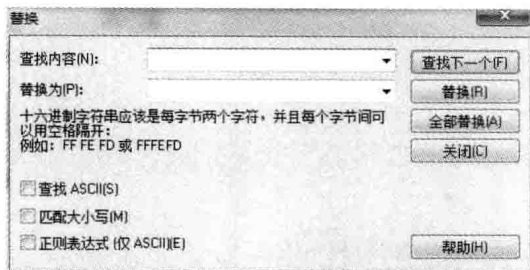 替换
查找内容(N):
查找下一个(F)
替换为(P):
替换(R)
十六进制字符串应该是每字节两个字符，并且每个字节间可
以用空格隔开：
例如：FF FE FD 或 FFFEFD
全部替换(A)
关闭(C)
查找 ASCII(S)
匹配大小写(M)
正则表达式 (仅 ASCII)(E)
帮助(H)